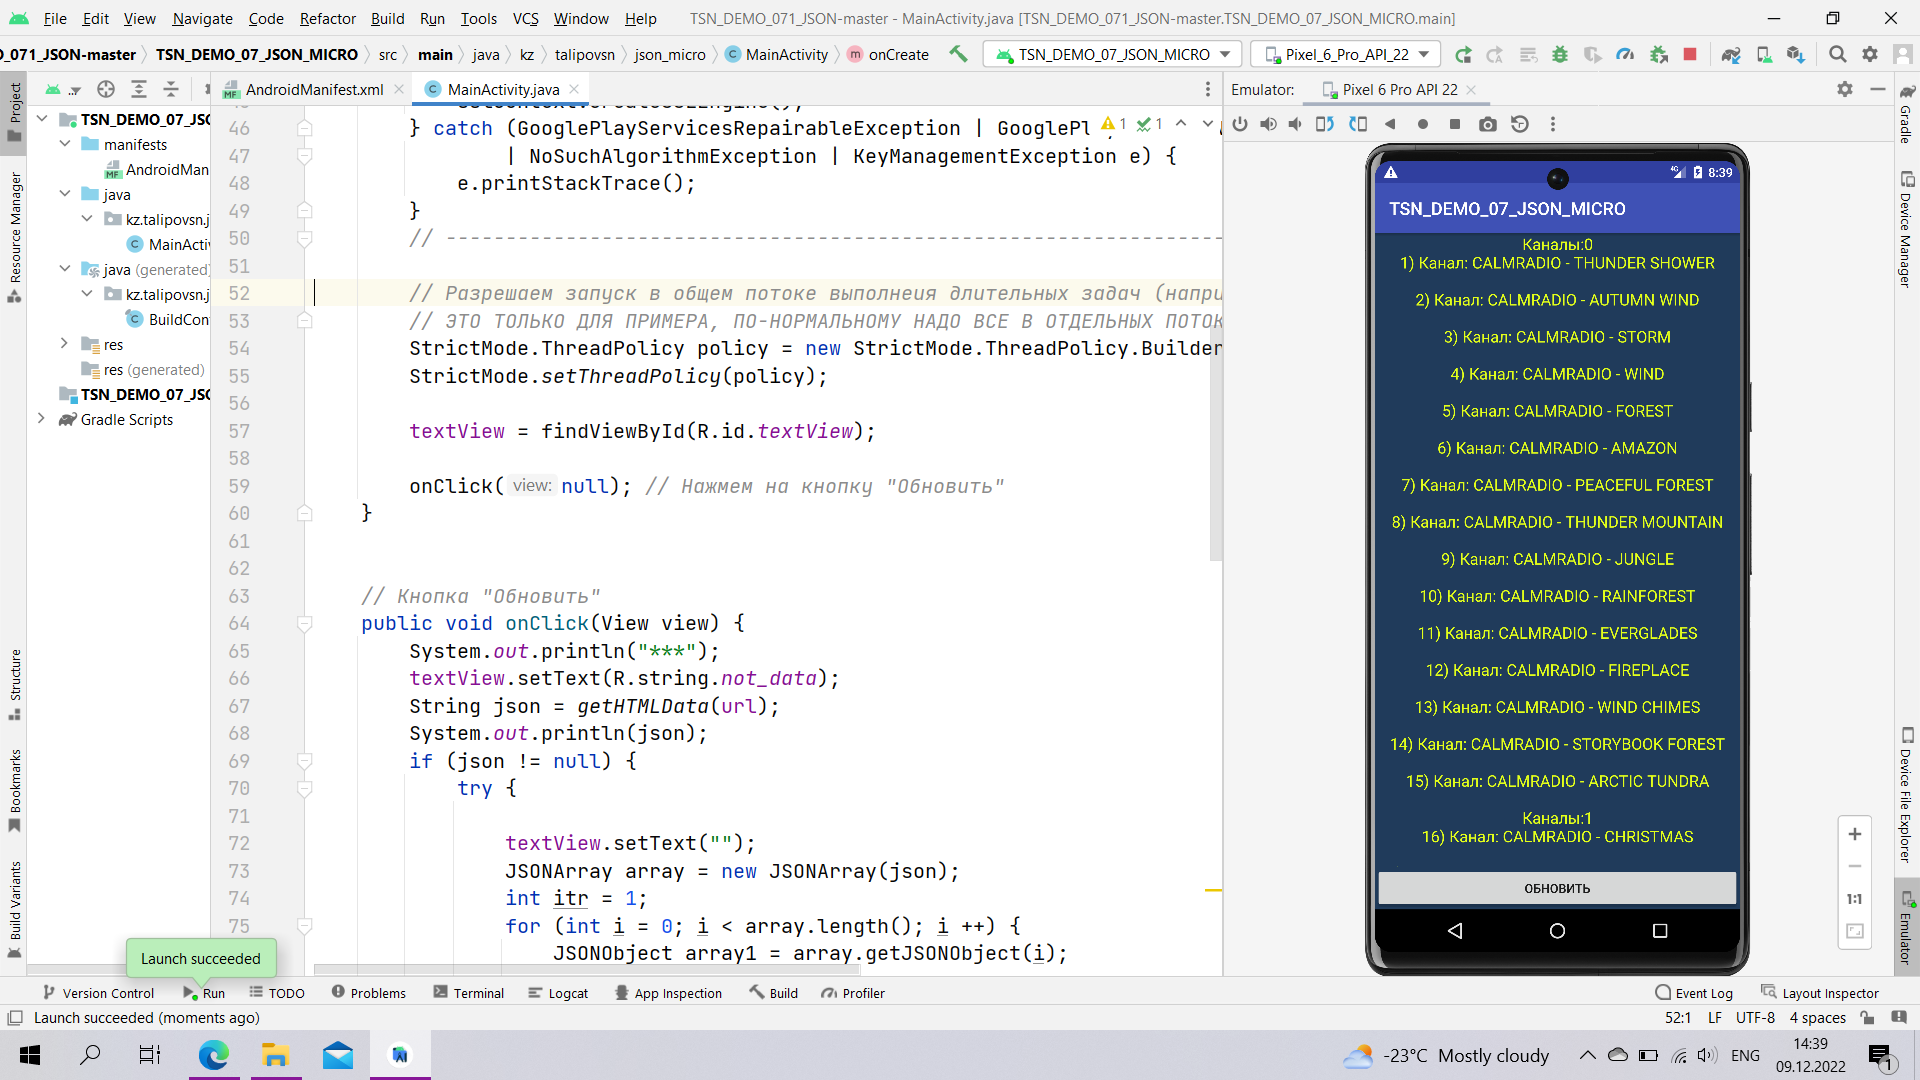 File Edit View Navigate Code Refactor Build Run Tools VCS Window Help TSN_DEMO_071_JSON-master - MainActivity.java [TSN_DEMO_071_JSON-master.TSN_DEMO_07_JSON_MICRO.main]
O_071_JSON-master TSN_DEMO_07_JSON_MICRO src main java kz talipovsn json_micro MainActivity onCreate TSN_DEMO_07_JSON_MICRO Pixel_6_Pro_API_22
AndroidManifest.xml MainActivity.java
Emulator: Pixel 6 Pro API 22
Project
Resource Manager
Structure
Bookmarks
Build Variants
TSN_DEMO_07_JSO
manifests
AndroidMan
java
kz.talipovsn.j
MainActiv
java (generated)
kz.talipovsn.j
BuildCon
res
res (generated)
TSN_DEMO_07_JSO
Gradle Scripts
46 } catch (GooglePlayServicesRepairableException | GooglePl 1 1
47 | NoSuchAlgorithmException | KeyManagementException e) {
48 e.printStackTrace();
49 }
50 // -----------------------------------------------------------------
51
52 // Разрешаем запуск в общем потоке выполнеия длительных задач (напри
53 // ЭТО ТОЛЬКО ДЛЯ ПРИМЕРА, ПО-НОРМАЛЬНОМУ НАДО ВСЕ В ОТДЕЛЬНЫХ ПОТОК
54 StrictMode.ThreadPolicy policy = new StrictMode.ThreadPolicy.Builder
55 StrictMode.setThreadPolicy(policy);
56
57 textView = findViewById(R.id.textView);
58
59 onClick( view: null); // Нажмем на кнопку "Обновить"
60 }
61
62
63 // Кнопка "Обновить"
64 public void onClick(View view) {
65 System.out.println("***");
66 textView.setText(R.string.not_data);
67 String json = getHTMLData(url);
68 System.out.println(json);
69 if (json != null) {
70 try {
71
72 textView.setText("");
73 JSONArray array = new JSONArray(json);
74 int itr = 1;
75 for (int i = 0; i < array.length(); i ++) {
JSONObject array1 = array.getJSONObject(i);
4G 8:39
TSN_DEMO_07_JSON_MICRO
Каналы:0
1) Канал: CALMRADIO - THUNDER SHOWER
2) Канал: CALMRADIO - AUTUMN WIND
3) Канал: CALMRADIO - STORM
4) Канал: CALMRADIO - WIND
5) Канал: CALMRADIO - FOREST
6) Канал: CALMRADIO - AMAZON
7) Канал: CALMRADIO - PEACEFUL FOREST
8) Канал: CALMRADIO - THUNDER MOUNTAIN
9) Канал: CALMRADIO - JUNGLE
10) Канал: CALMRADIO - RAINFOREST
11) Канал: CALMRADIO - EVERGLADES
12) Канал: CALMRADIO - FIREPLACE
13) Канал: CALMRADIO - WIND CHIMES
14) Канал: CALMRADIO - STORYBOOK FOREST
15) Канал: CALMRADIO - ARCTIC TUNDRA
Каналы:1
16) Канал: CALMRADIO - CHRISTMAS
ОБНОВИТЬ
1:1
Gradle
Device Manager
Device File Explorer
Emulator
Launch succeeded
Version Control Run TODO Problems Terminal Logcat App Inspection Build Profiler Event Log Layout Inspector
Launch succeeded (moments ago) 52:1 LF UTF-8 4 spaces
-23°C Mostly cloudy ENG 14:39
09.12.2022 1